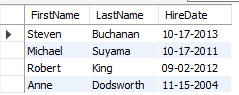 FirstName LastName HireDate
Steven Buchanan 10-17-2013
Michael Suyama 10-17-2011
Robert King 09-02-2012
Anne Dodsworth 11-15-2004